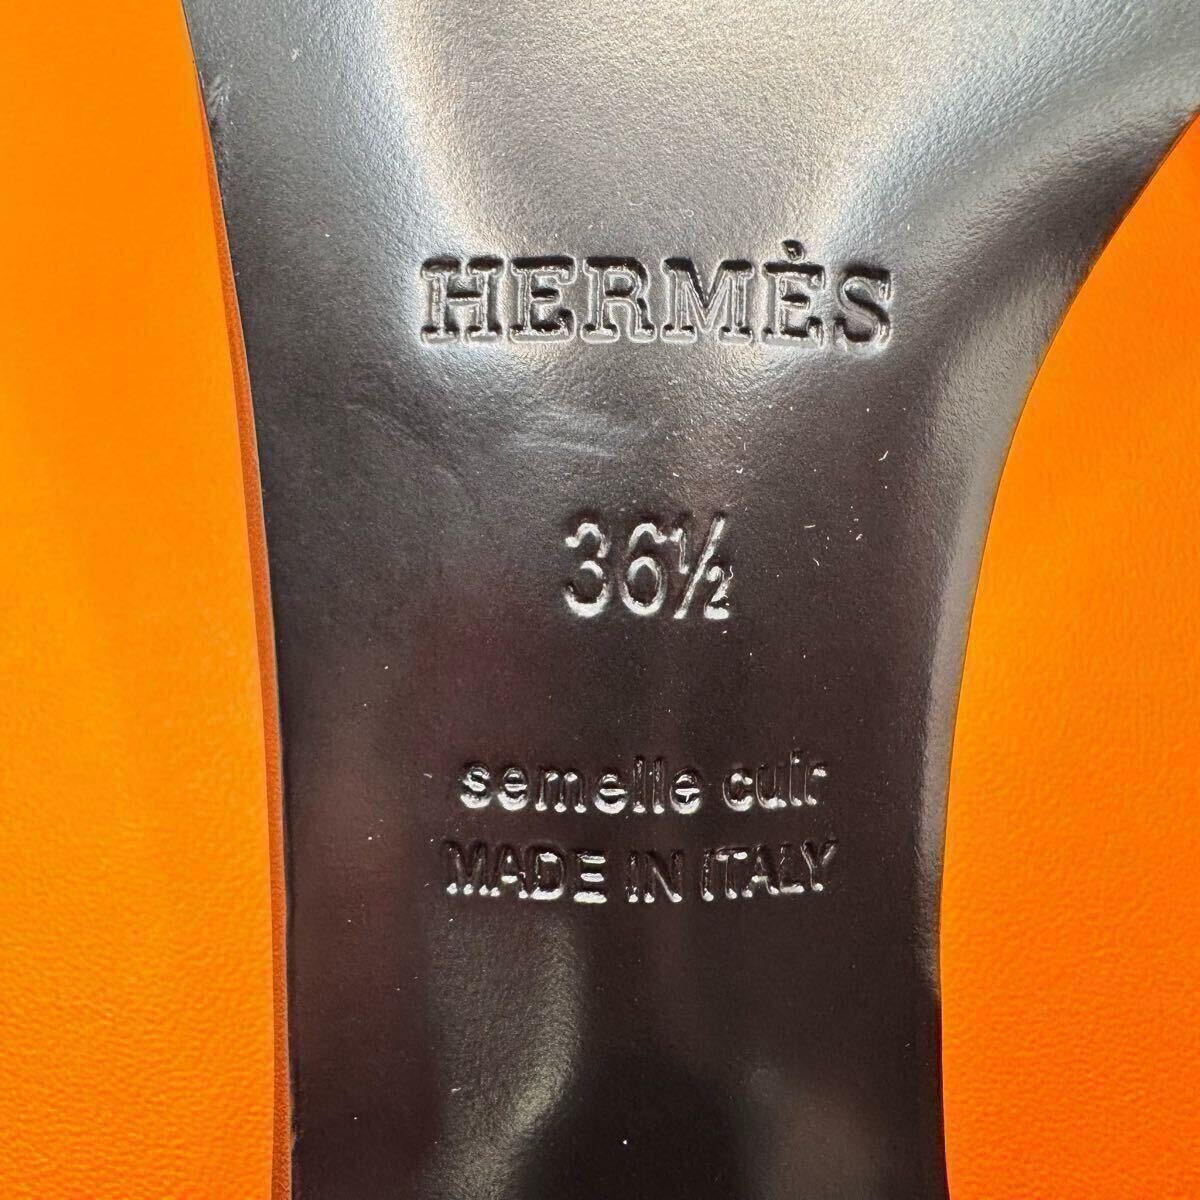 HERMÈS
36½
semelle cuir
MADE IN ITALY